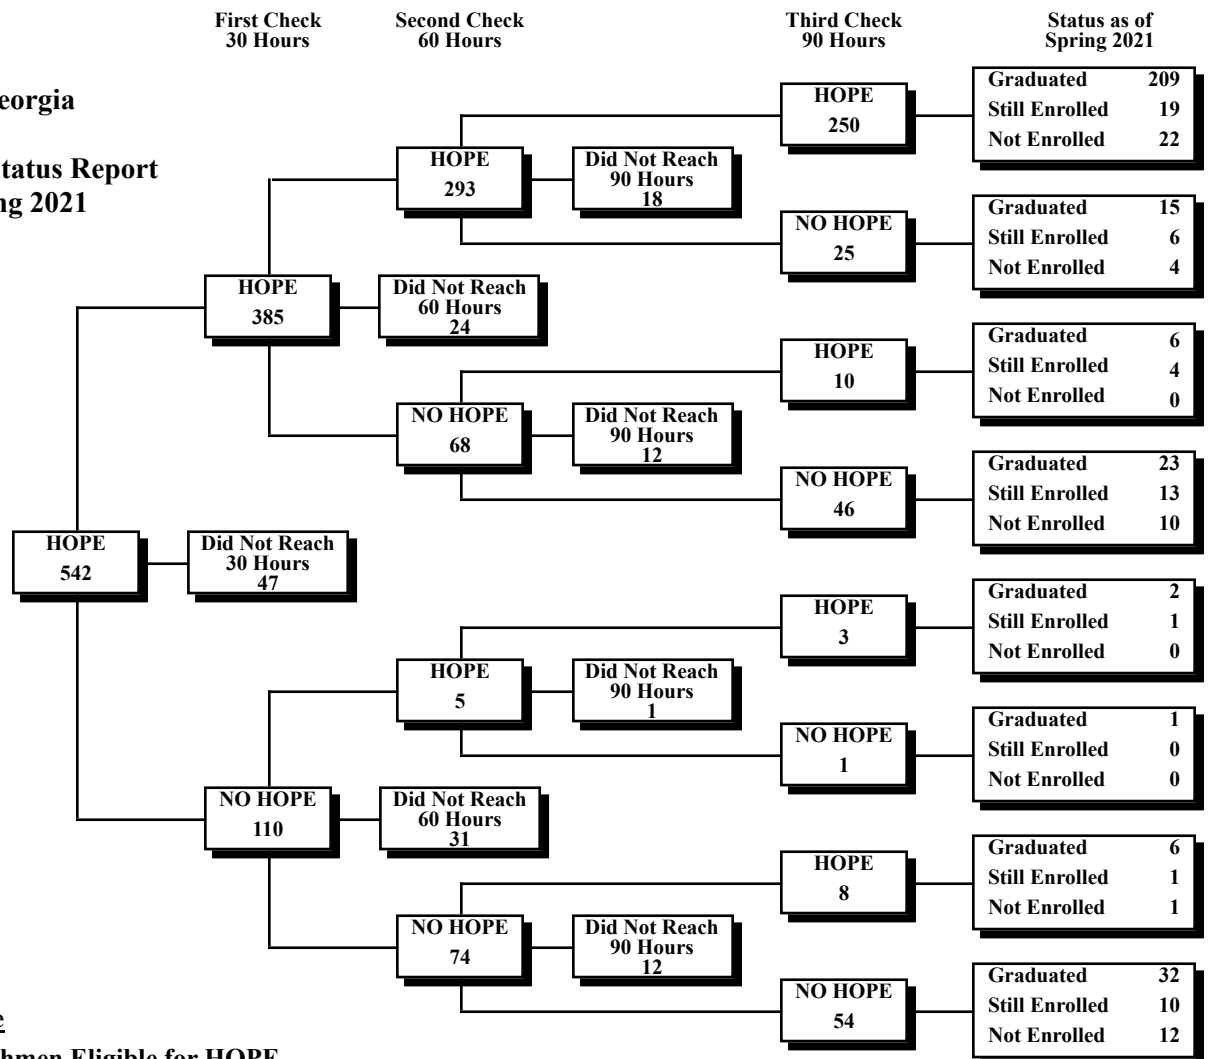 First Check
30 Hours
Second Check
60 Hours
Third Check
90 Hours
Status as of
Spring 2021
Status Report
2021
HOPE
542
Did Not Reach
30 Hours
47
HOPE
385
Did Not Reach
60 Hours
24
NO HOPE
110
Did Not Reach
60 Hours
31
HOPE
293
Did Not Reach
90 Hours
18
NO HOPE
68
Did Not Reach
90 Hours
12
HOPE
5
Did Not Reach
90 Hours
1
NO HOPE
74
Did Not Reach
90 Hours
12
HOPE
250
Graduated 209
Still Enrolled 19
Not Enrolled 22
NO HOPE
25
Graduated 15
Still Enrolled 6
Not Enrolled 4
HOPE
10
Graduated 6
Still Enrolled 4
Not Enrolled 0
NO HOPE
46
Graduated 23
Still Enrolled 13
Not Enrolled 10
HOPE
3
Graduated 2
Still Enrolled 1
Not Enrolled 0
NO HOPE
1
Graduated 1
Still Enrolled 0
Not Enrolled 0
HOPE
8
Graduated 6
Still Enrolled 1
Not Enrolled 1
NO HOPE
54
Graduated 32
Still Enrolled 10
Not Enrolled 12
Eligible for HOPE